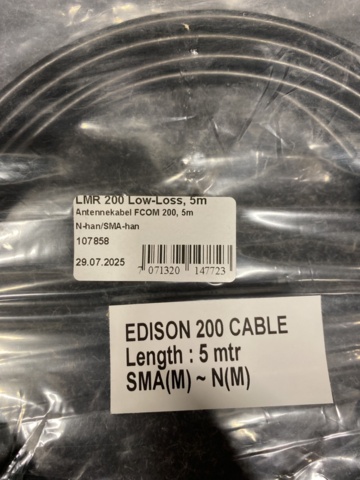 LMR 200 Low-Loss, 5m
Antennekabel FCOM 200, 5m
N-han/SMA-han
107858
29.07.2025
7 071320 147723
EDISON 200 CABLE
Length : 5 mtr
SMA(M) ~ N(M)